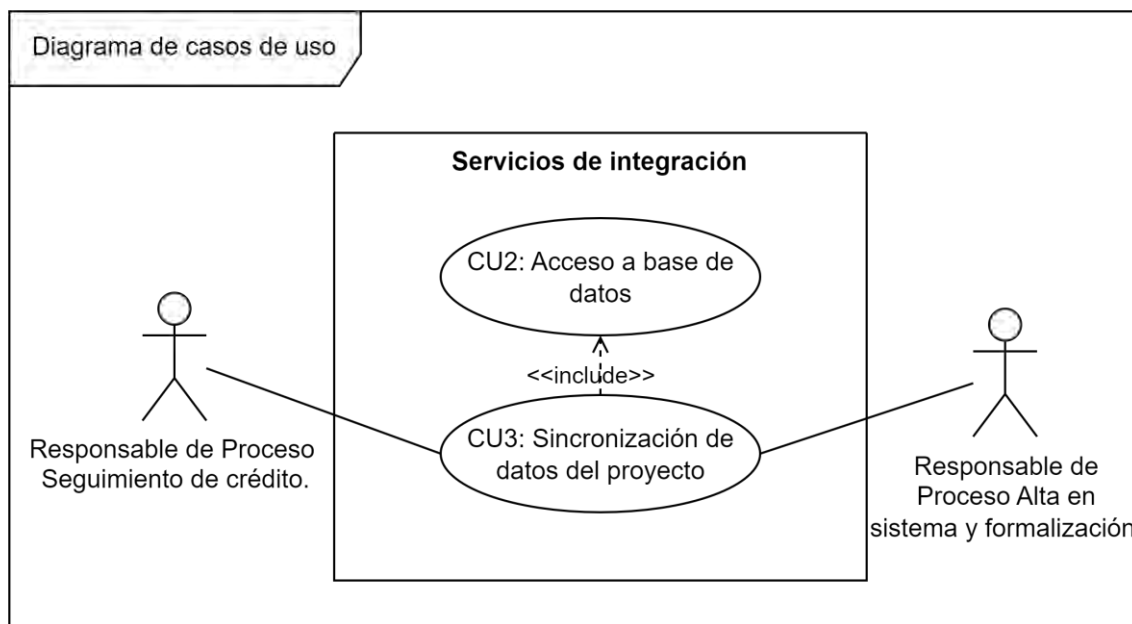 Diagrama de casos de uso
Servicios de integración
CU2: Acceso a base de
datos
<<include>>
CU3: Sincronización de
datos del proyecto
Responsable de Proceso
Seguimiento de crédito.
Responsable de
Proceso Alta en
sistema y formalización